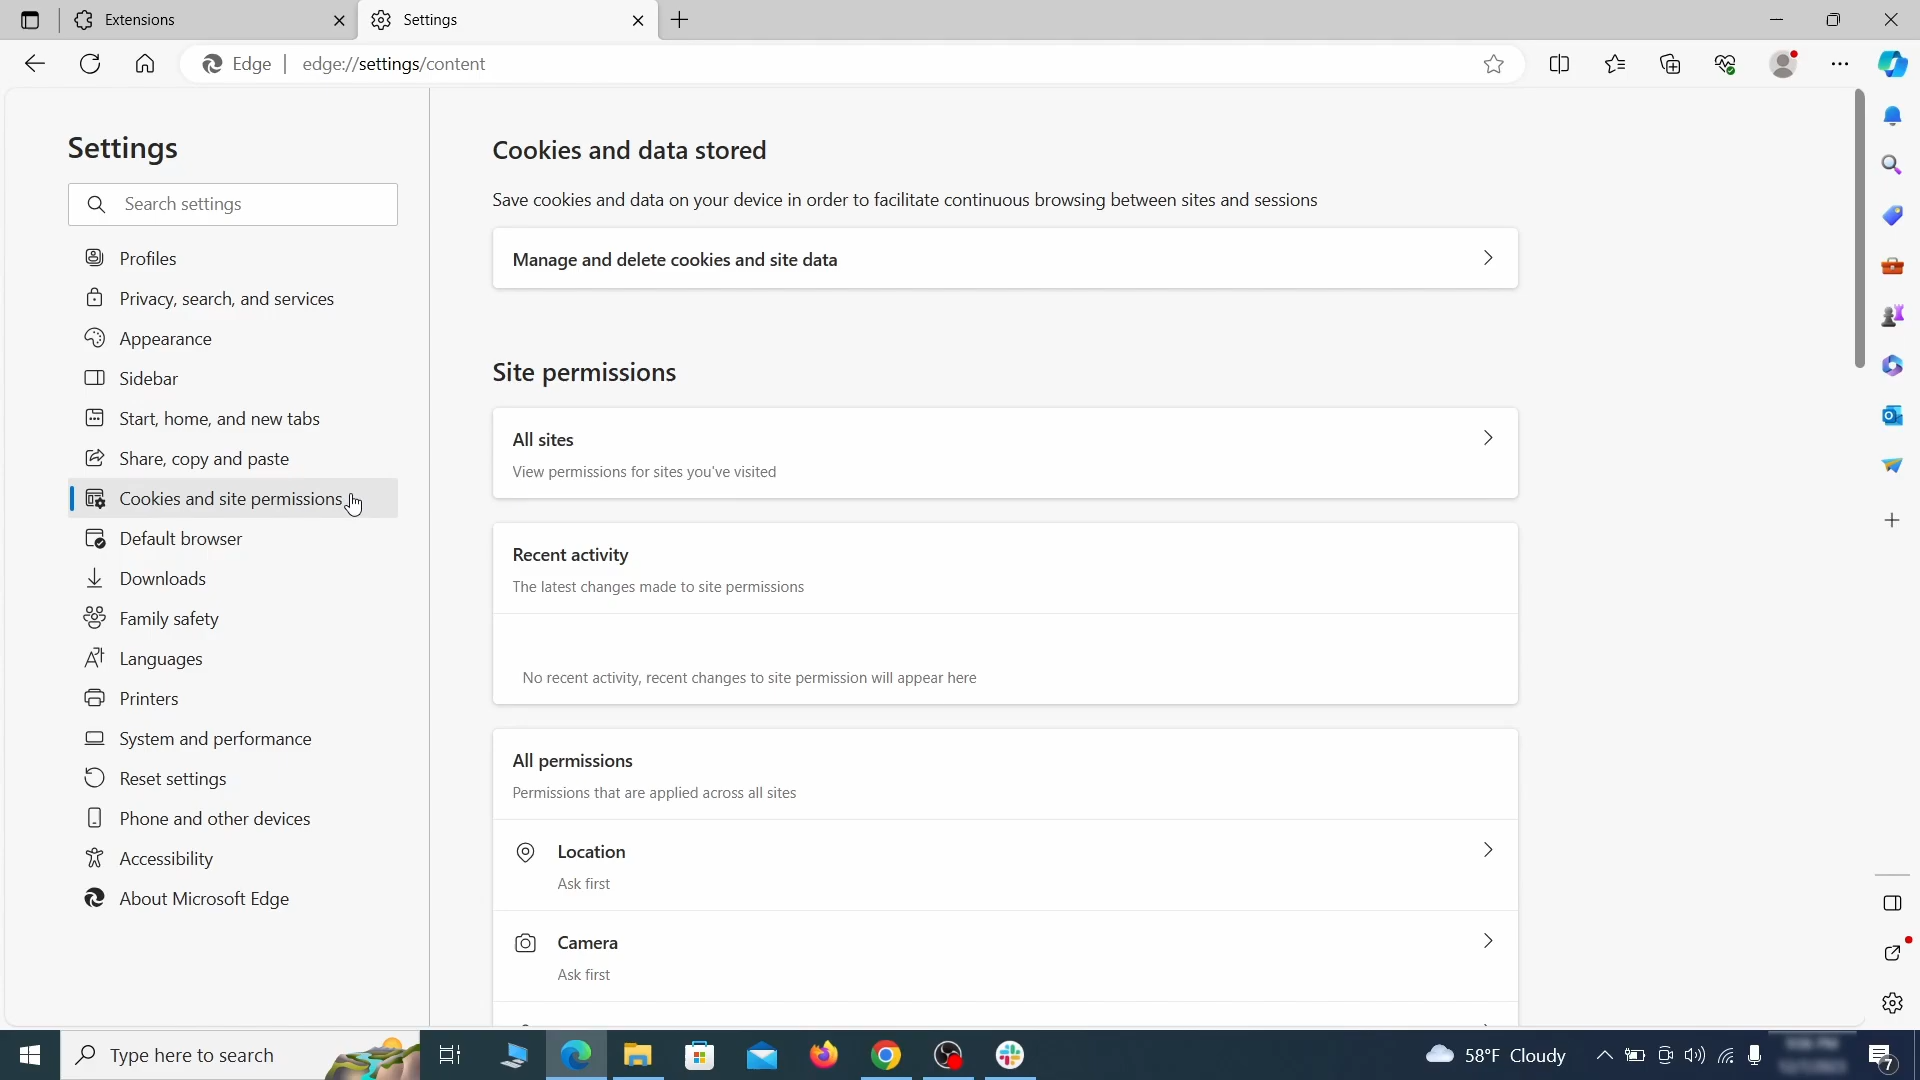 Extensions
Settings
Edge
edge://settings/content
Settings
Search settings
Profiles
Privacy, search, and services
Appearance
Sidebar
Start, home, and new tabs
Share, copy and paste
Cookies and site permissions
Default browser
Downloads
Family safety
Languages
Printers
System and performance
Reset settings
Phone and other devices
Accessibility
About Microsoft Edge
Cookies and data stored
Save cookies and data on your device in order to facilitate continuous browsing between sites and sessions
Manage and delete cookies and site data
Site permissions
All sites
View permissions for sites you've visited
Recent activity
The latest changes made to site permissions
No recent activity, recent changes to site permission will appear here
All permissions
Permissions that are applied across all sites
Location
Ask first
Camera
Ask first
Type here to search
58°F Cloudy
7